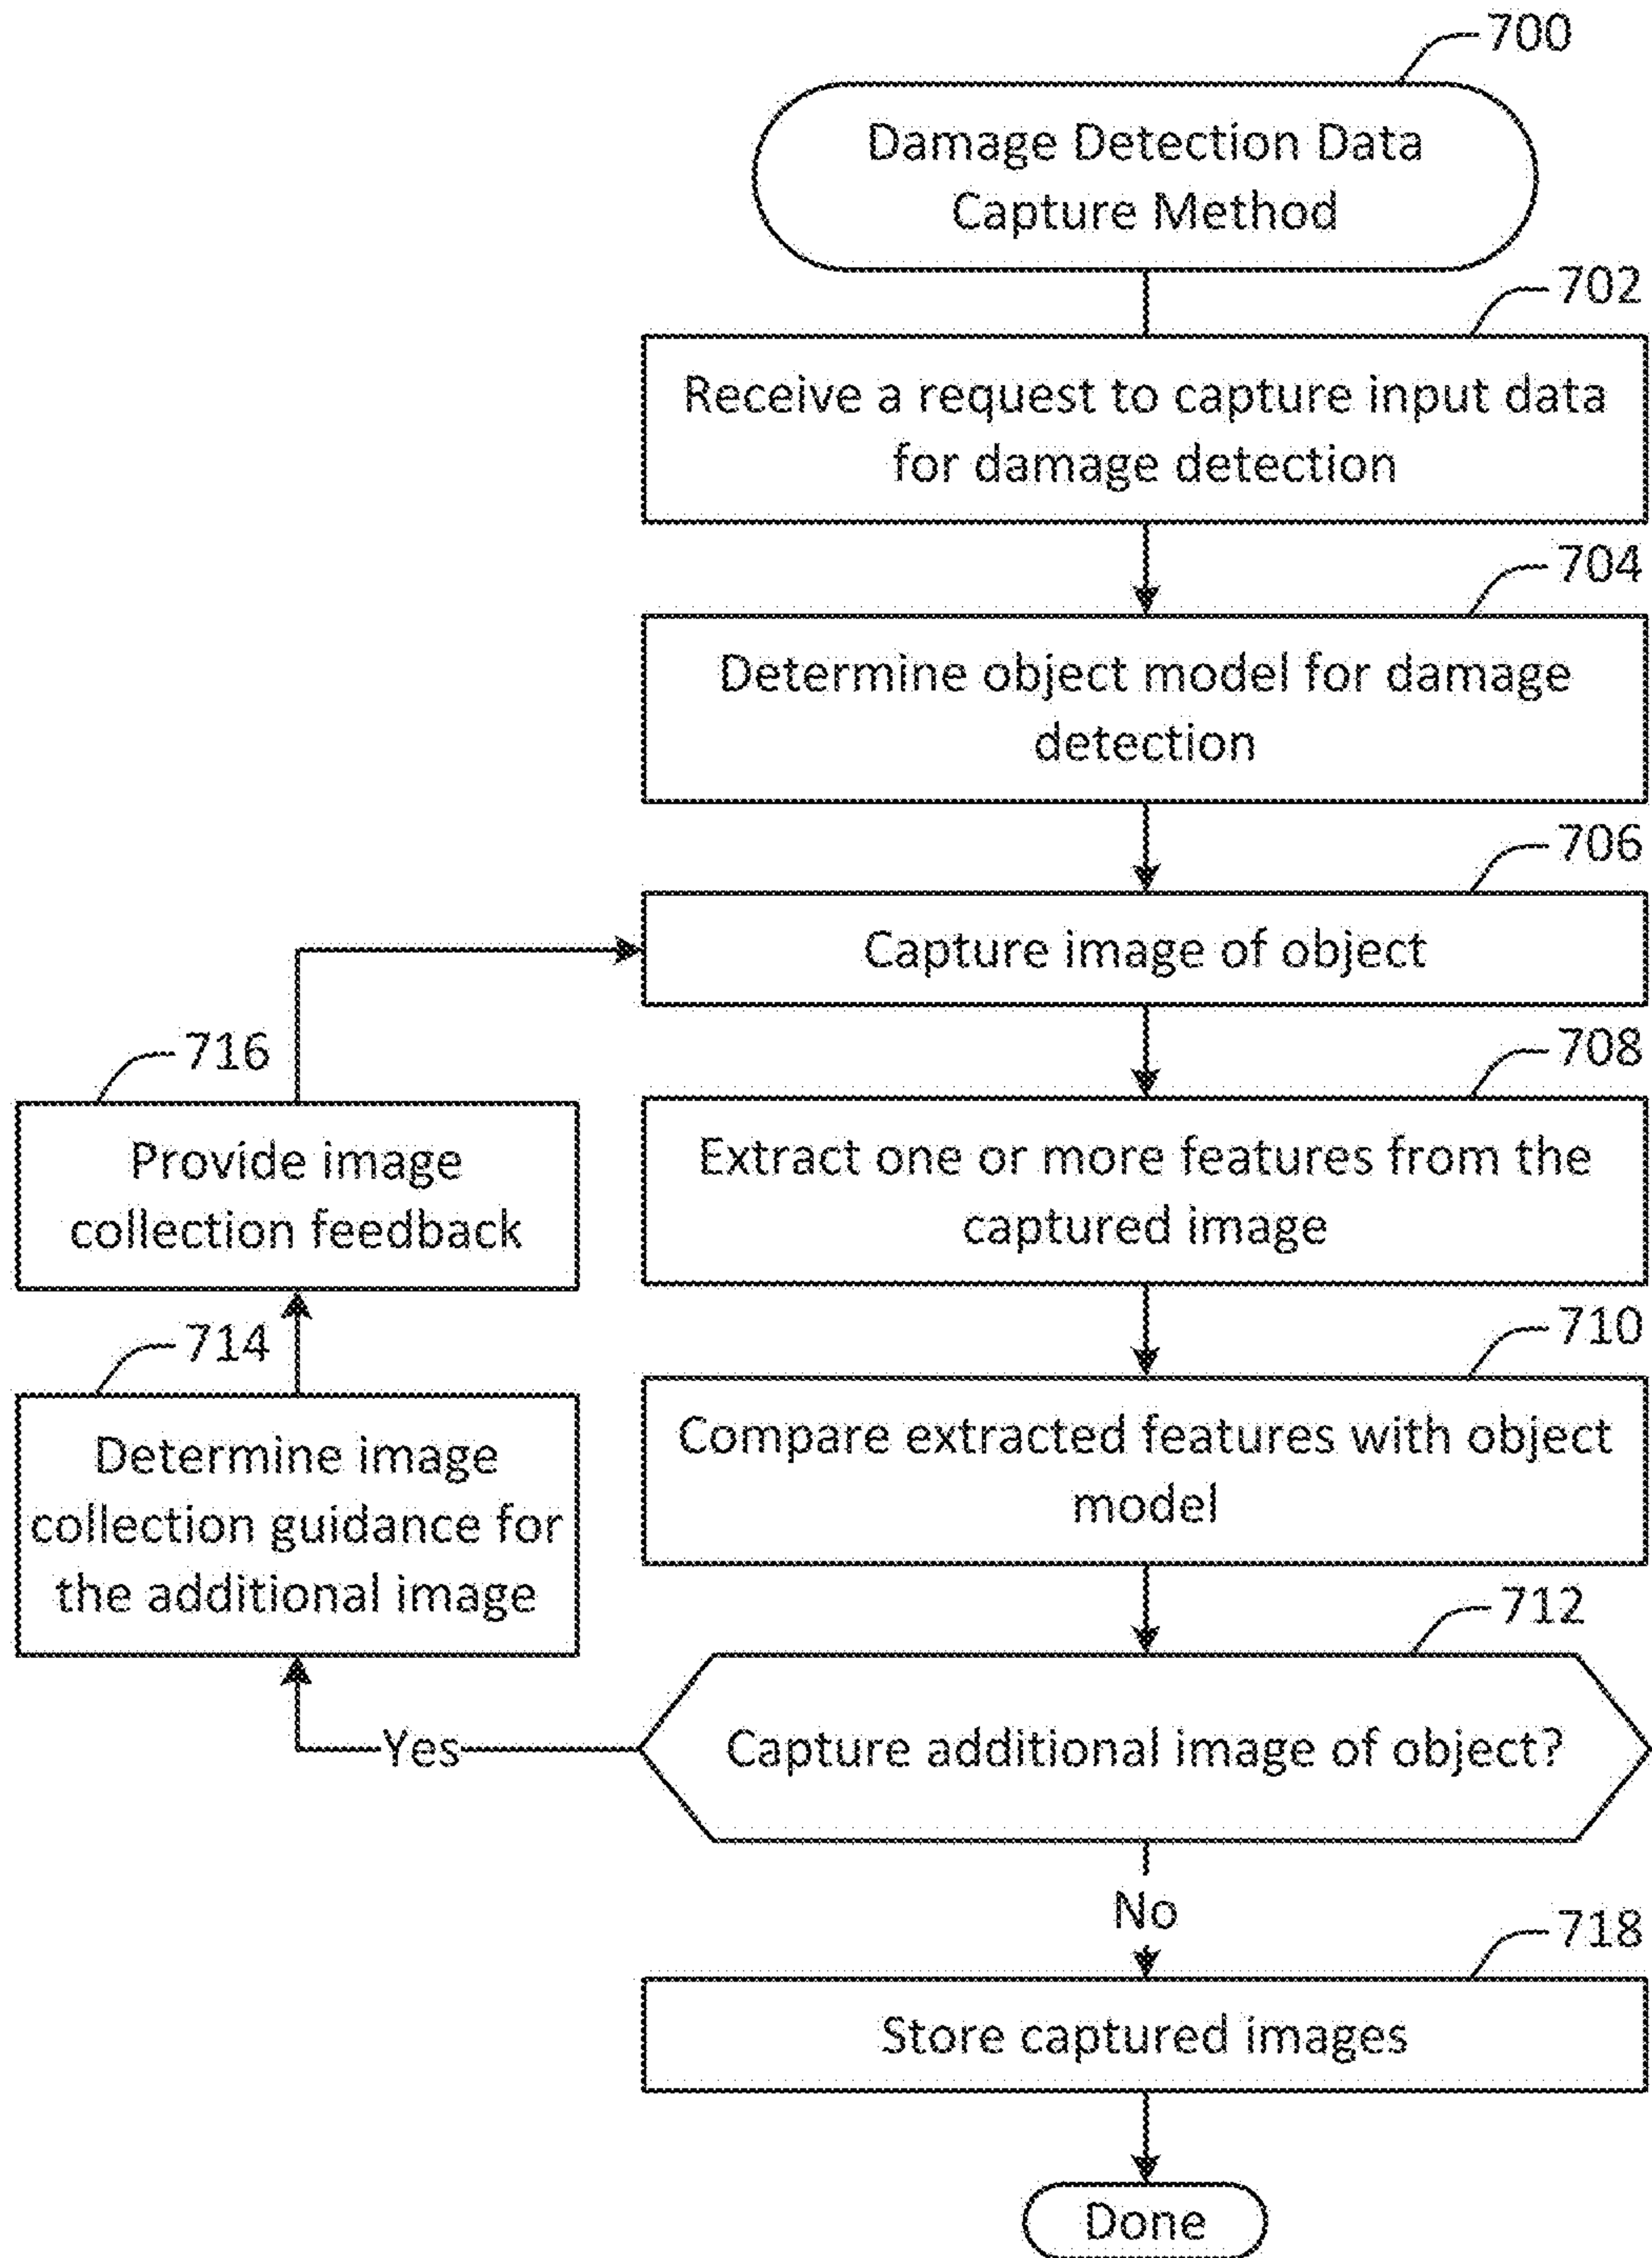 700
Damage Detection Data
Capture Method
702
Receive a request to capture input data
for damage detection
704
Determine object model for damage
detection
706
Capture image of object
708
Extract one or more features from the
captured image
710
Compare extracted features with object
model
712
Capture additional image of object?
Yes
714
Determine image
collection guidance for
the additional image
716
Provide image
collection feedback
No
718
Store captured images
Done